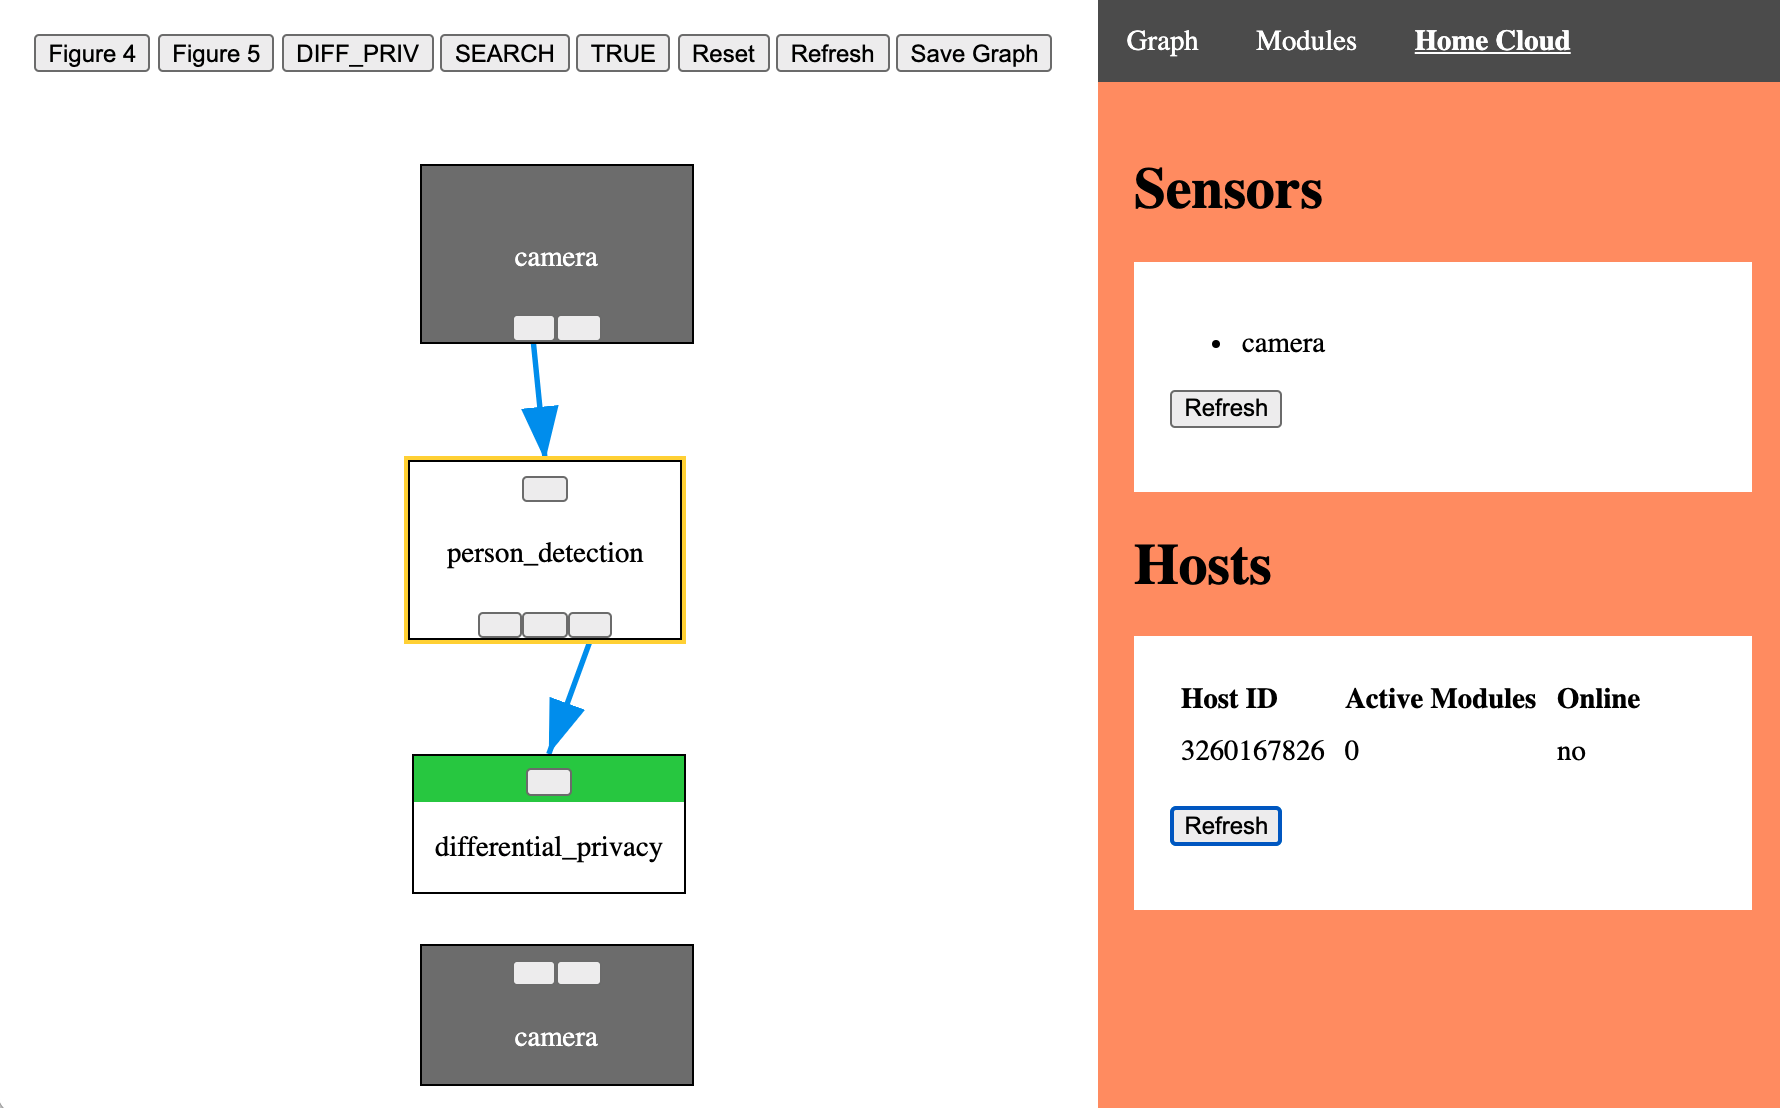 Figure 4 Figure 5 DIFF_PRIV SEARCH TRUE Reset Refresh Save Graph
camera
person_detection
differential_privacy
camera
Graph Modules Home Cloud
Sensors
• camera
Refresh
Hosts
Host ID Active Modules Online
3260167826 0 no
Refresh